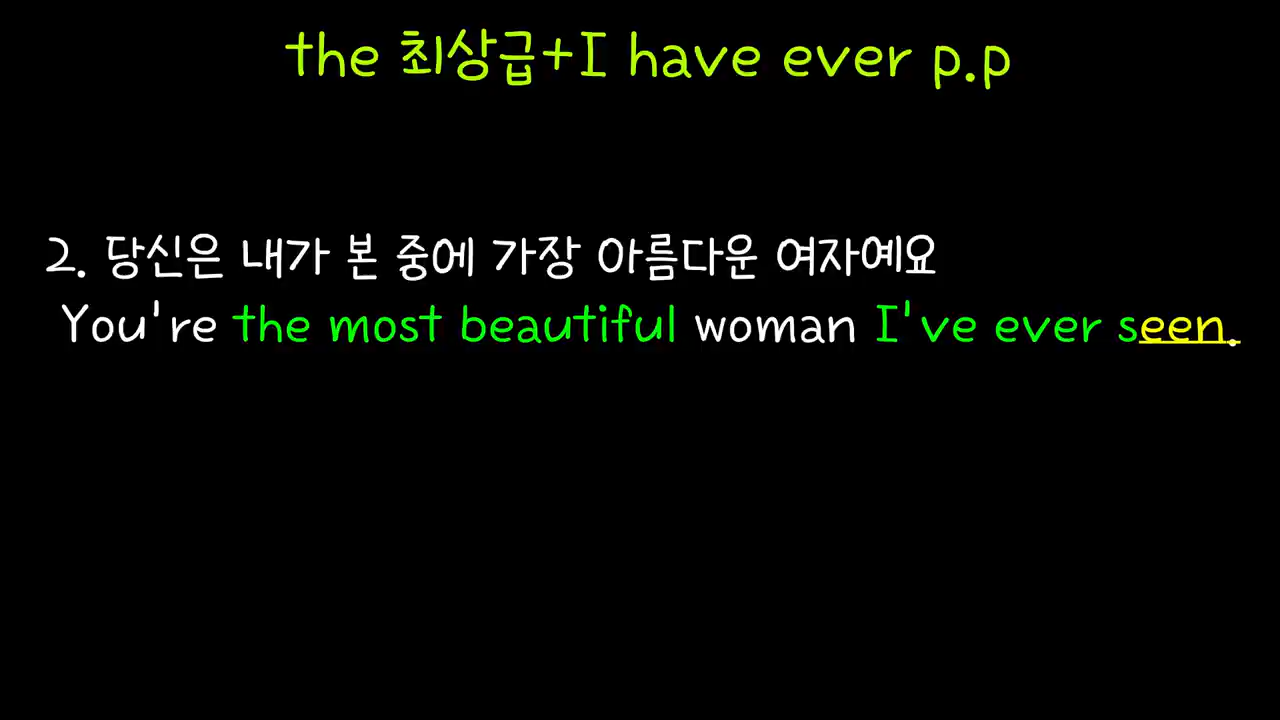 the 최상급+I have ever p.p
2. 당신은 내가 본 중에 가장 아름다운 여자예요
You're the most beautiful woman I've ever seen.